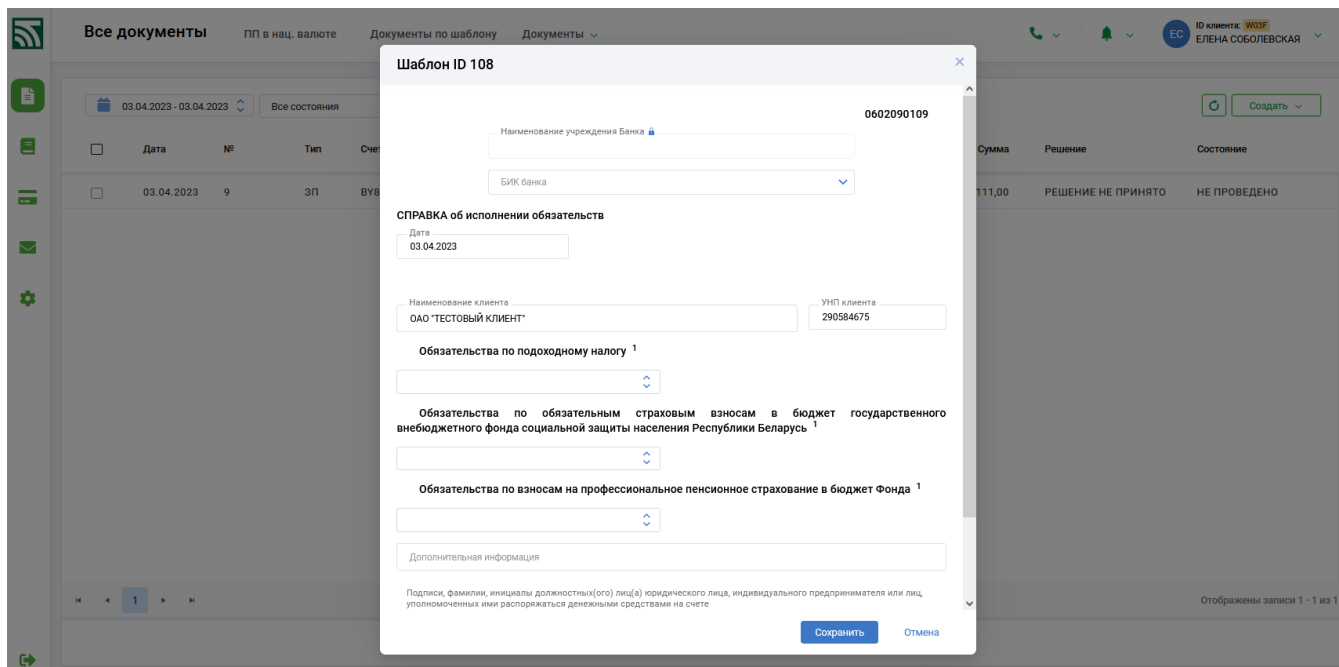 Все документы
ПП в нац. валюте
Документы по шаблону
Документы
ID клиента: W03F
ЕС
ЕЛЕНА СОБОЛЕВСКАЯ
Шаблон ID 108
03.04.2023 - 03.04.2023
Все состояния
Создать
0602090109
Наименование учреждения Банка
Дата
№
Тип
Сумма
Решение
Состояние
БИК банка
03.04.2023
9
ЗП
111,00
РЕШЕНИЕ НЕ ПРИНЯТО
НЕ ПРОВЕДЕНО
СПРАВКА об исполнении обязательств
Дата
03.04.2023
Наименование клиента
УНП клиента
ОАО "ТЕСТОВЫЙ КЛИЕНТ"
290584675
Обязательства по подоходному налогу 1
Обязательства по обязательным страховым взносам в бюджет государственного
внебюджетного фонда социальной защиты населения Республики Беларусь 1
Обязательства по взносам на профессиональное пенсионное страхование в бюджет Фонда 1
Дополнительная информация
Подписи, фамилии, инициалы должностных(ого) лиц(а) юридического лица, индивидуального предпринимателя или лиц,
уполномоченных ими распоряжаться денежными средствами на счете
1
Отображены записи 1 - 1 из 1
Сохранить
Отмена